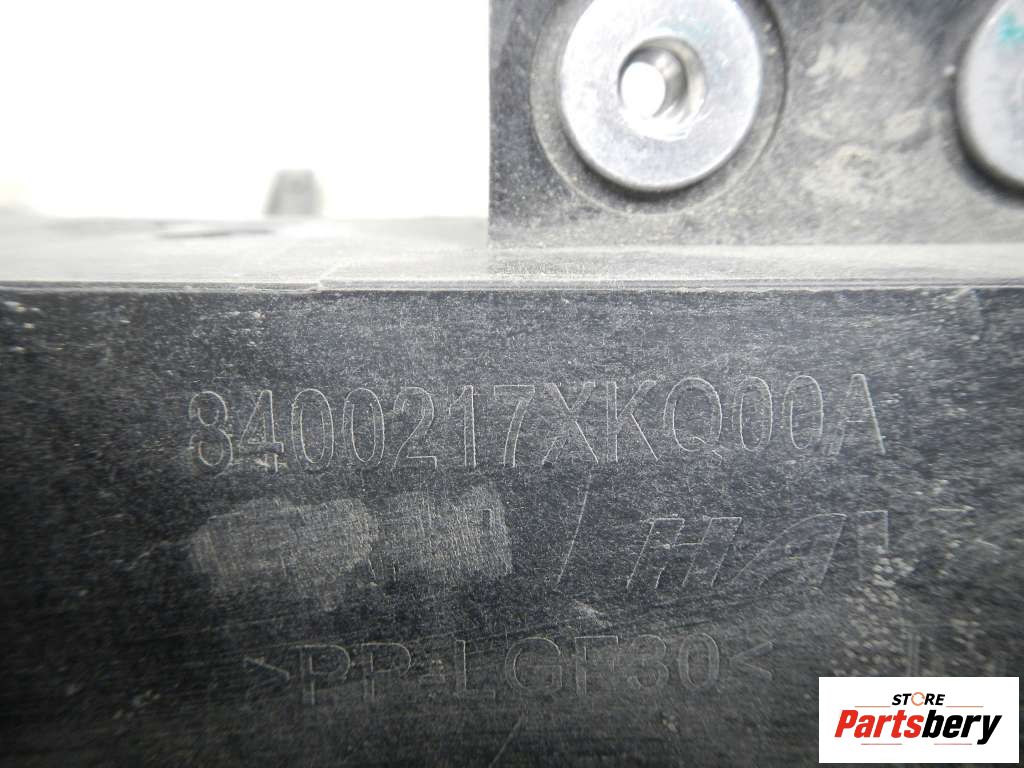 8400217XKQ00A
>PP-LGF30<
STORE
Partsbery